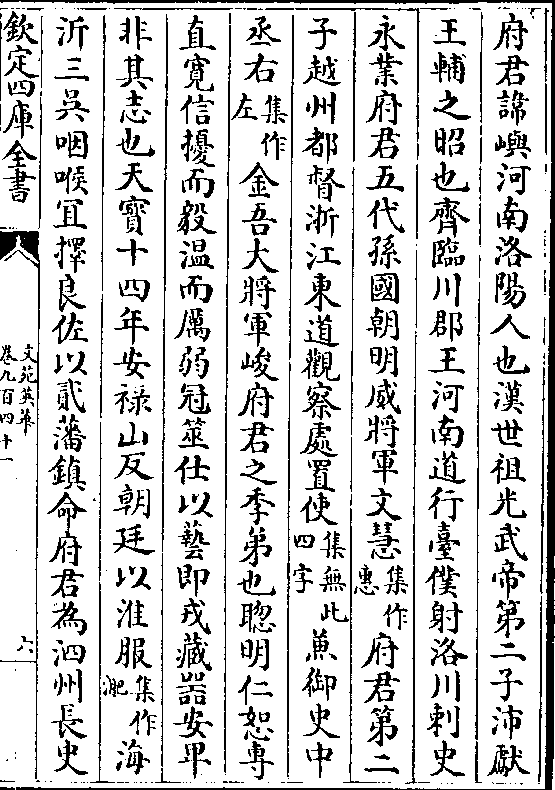 府君諱嶼河南洛陽人也漢世祖光武帝第二子沛獻
王輔之昭也齊臨川郡王河南道行臺僕射洛川刺史
永業府君五代孫國朝明威將軍文慧集作惠府君第二
子越州都督浙江東道觀察處置使集無此四字兼御史中
丞右集作左金吾大將軍峻府君之季弟也聰明仁恕專
直寛信擾而毅溫而厲弱冠筮仕以藝即戎藏器安卑
非其志也天寳十四年安禄山反朝廷以淮服集作淝海
沂三吳咽喉冝擇良佐以貳藩鎮命府君為泗州長史
欽定四庫全書
文苑英華
卷九百四十一
六